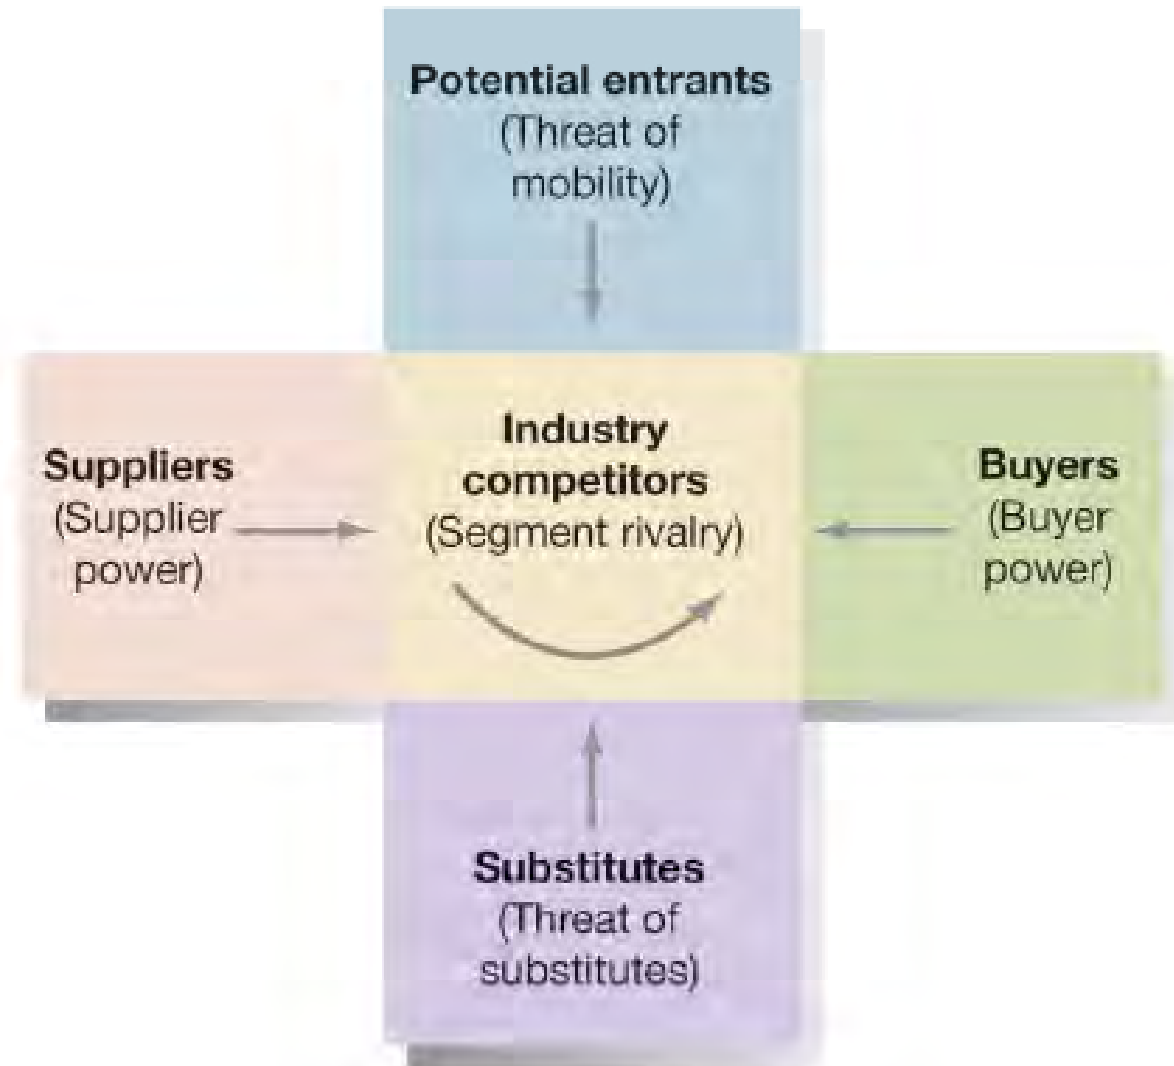 Potential entrants
(Threat of
mobility)
Suppliers
(Supplier
power)
Industry
competitors
(Segment rivalry)
Buyers
(Buyer
power)
Substitutes
(Threat of
substitutes)